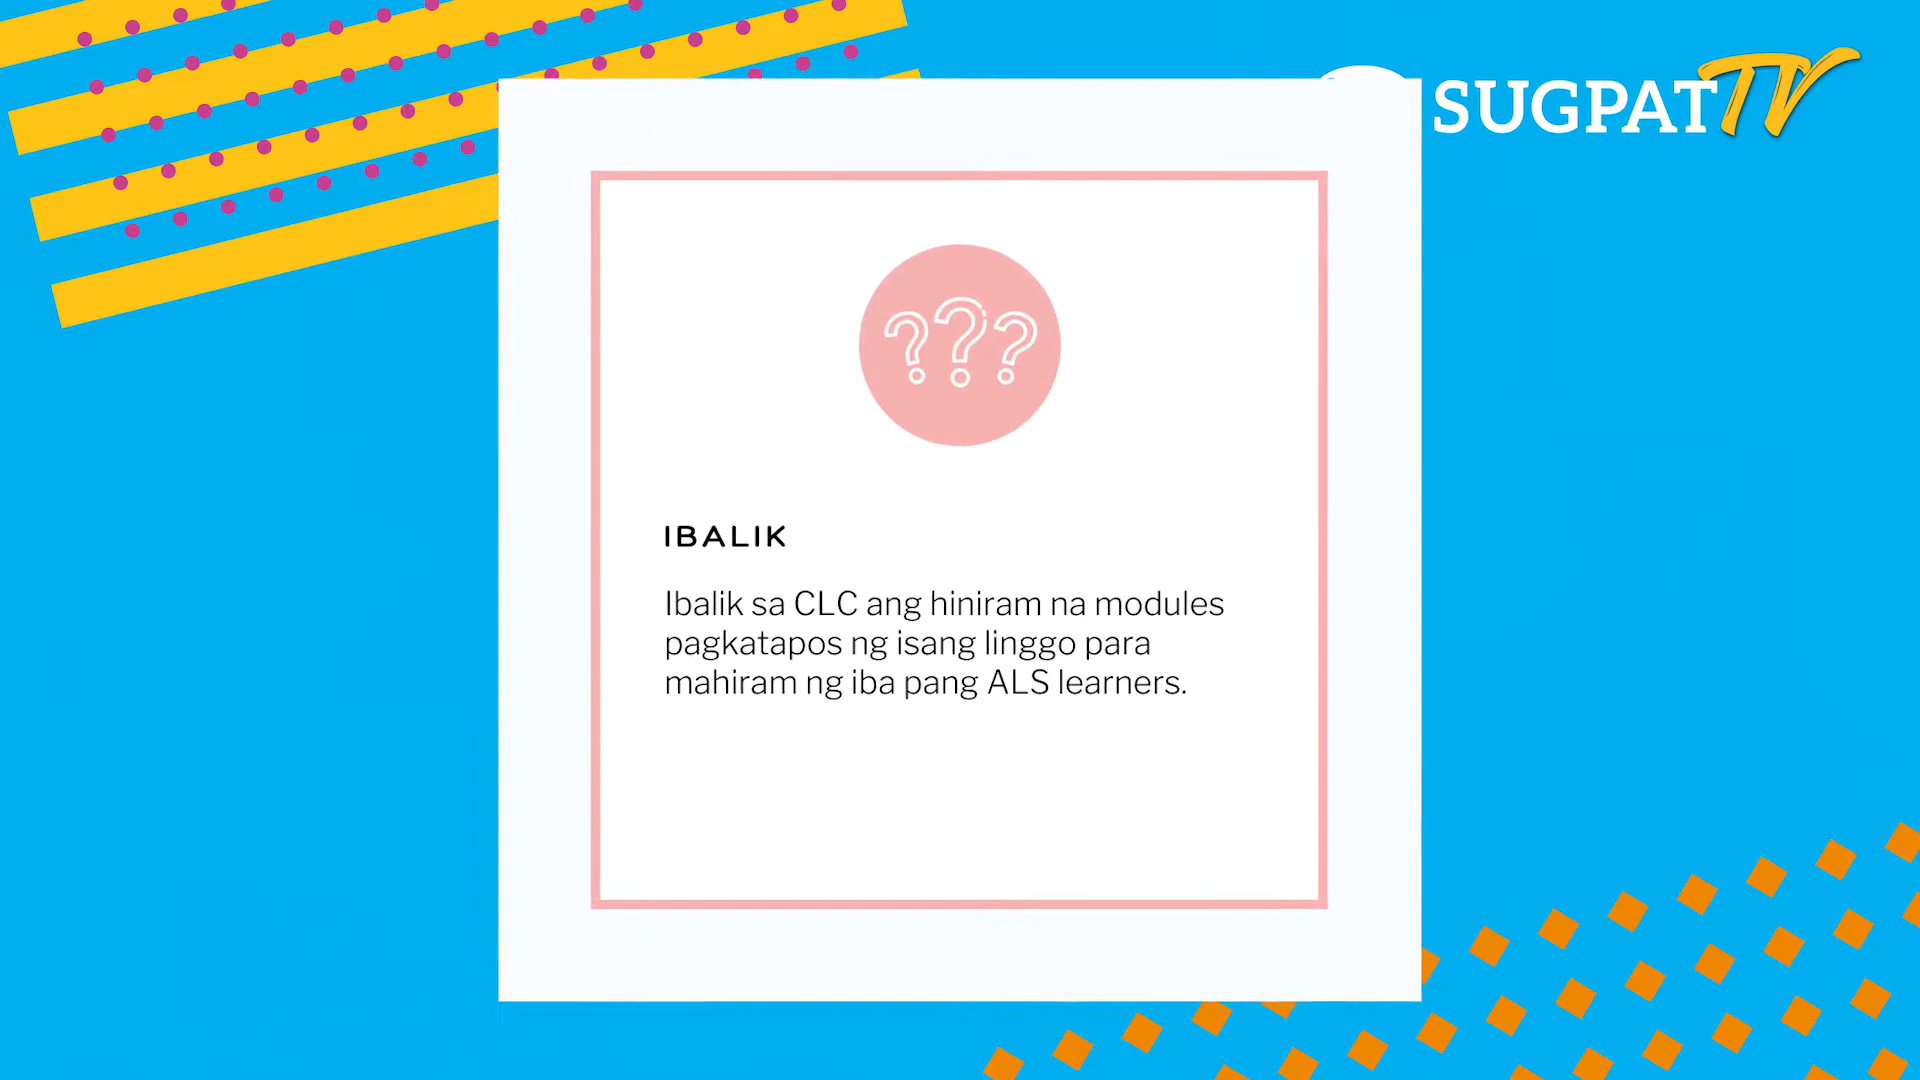 SUGPAT TV
???
IBALIK
Ibalik sa CLC ang hiniram na modules
pagkatapos ng isang linggo para
mahiram ng iba pang ALS learners.